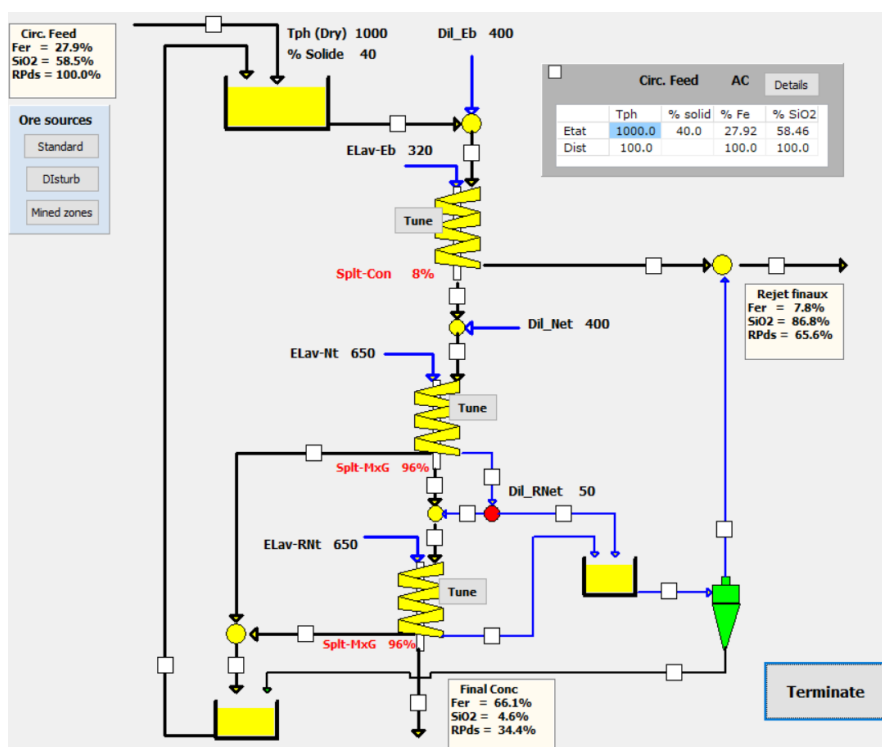 Circ. Feed
Fer = 27.9%
SiO2 = 58.5%
RPds = 100.0%
Tph (Dry) 1000
% Solide 40
Dil_Eb 400
Circ. Feed AC Details
Tph % solid % Fe % SiO2
Etat 1000.0 40.0 27.92 58.46
Dist 100.0 100.0 100.0
Ore sources
Standard
DIsturb
Mined zones
ELav-Eb 320
Tune
Splt-Con 8%
Rejet finaux
Fer = 7.8%
SiO2 = 86.8%
RPds = 65.6%
Dil_Net 400
ELav-Nt 650
Tune
Splt-MxG 96%
Dil_RNet 50
ELav-RNt 650
Tune
Splt-MxG 96%
Final Conc
Fer = 66.1%
SiO2 = 4.6%
RPds = 34.4%
Terminate